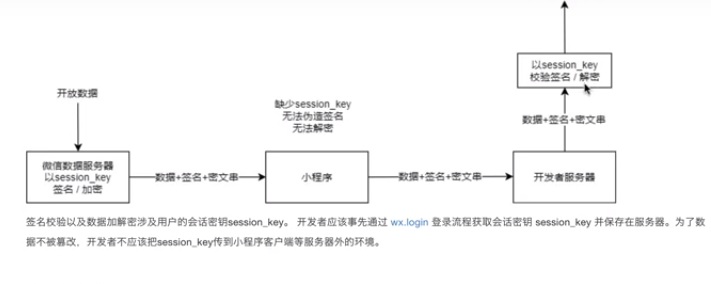 以session_key
校验签名 / 解密
开放数据
缺少session_key
无法伪造签名
无法解密
数据+签名+密文串
微信数据服务器
以session_key
签名 / 加密
数据+签名+密文串
小程序
数据+签名+密文串
开发者服务器
签名校验以及数据加解密涉及用户的会话密钥session_key。 开发者应该事先通过 wx.login 登录流程获取会话密钥 session_key 并保存在服务器。为了数
据不被篡改，开发者不应该把session_key传到小程序客户端等服务器外的环境。